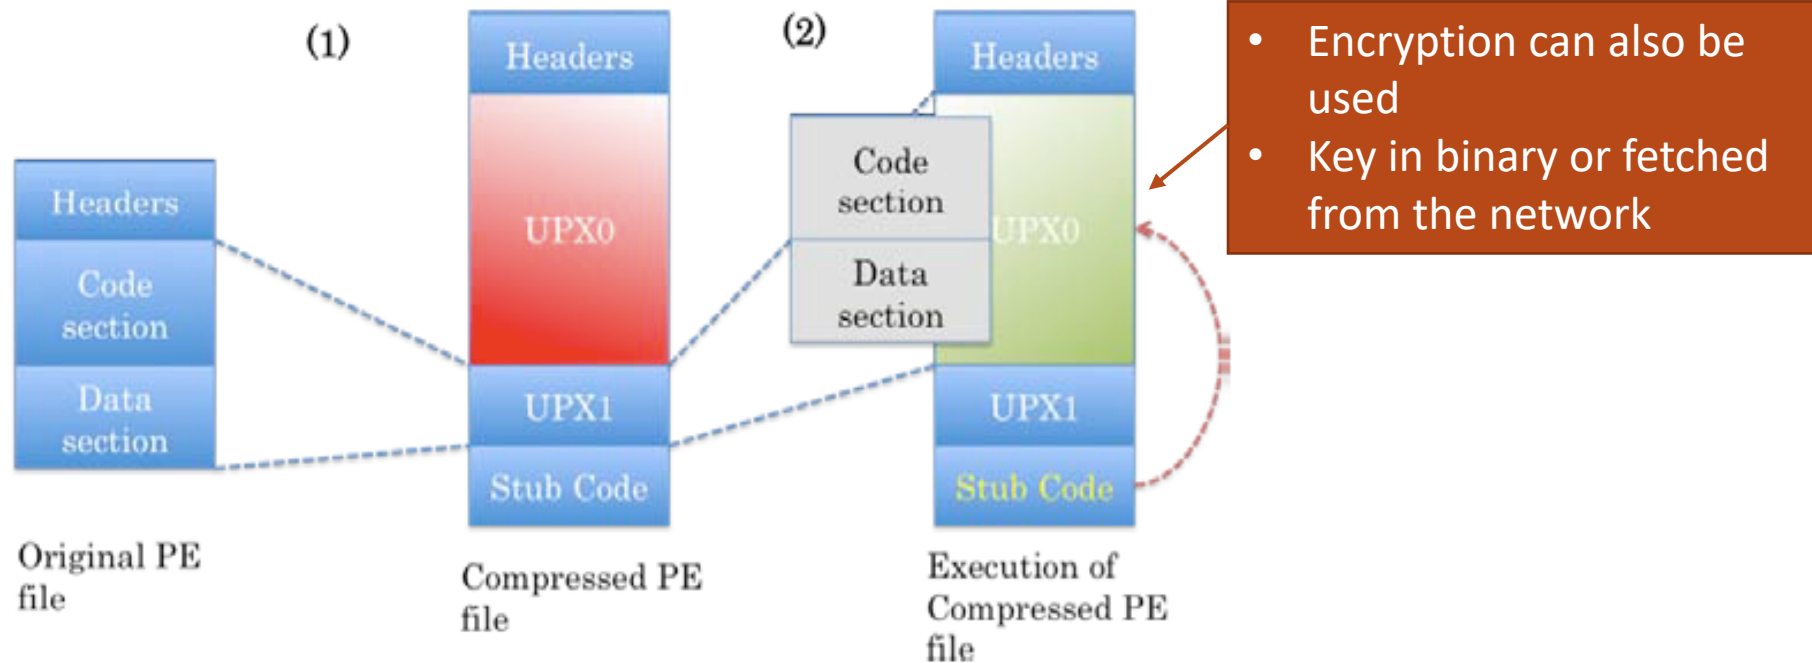 (1)
(2)
Headers
Code
section
Data
section
Original PE
file
Headers
UPX0
UPX1
Stub Code
Compressed PE
file
Headers
Code
section
Data
section
UPX0
UPX1
Stub Code
Execution of
Compressed PE
file
• Encryption can also be
used
• Key in binary or fetched
from the network